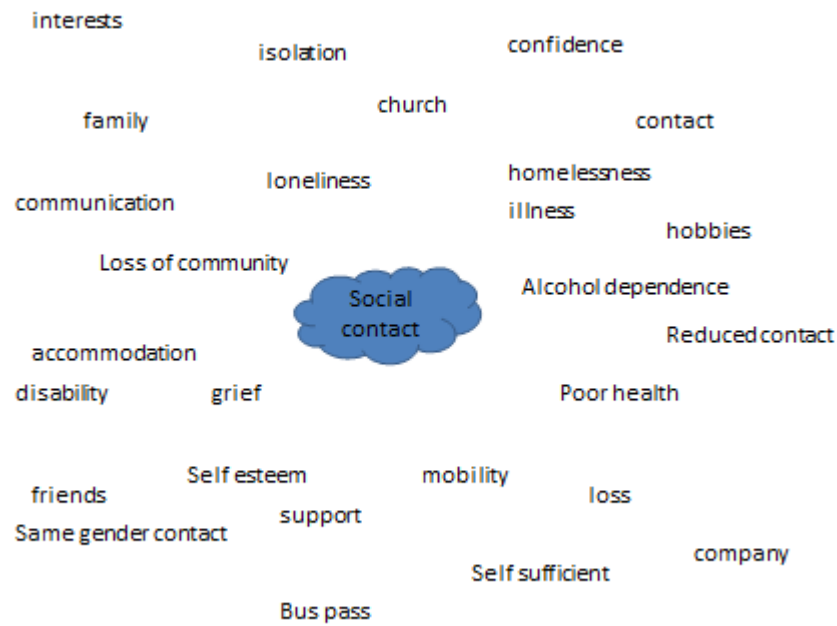 interests
isolation
confidence
church
family
contact
loneliness
homelessness
communication
illness
hobbies
Loss of community
Alcohol dependence
Social
contact
Reduced contact
accommodation
disability
grief
Poor health
Self esteem
mobility
friends
loss
support
Same gender contact
company
Self sufficient
Bus pass